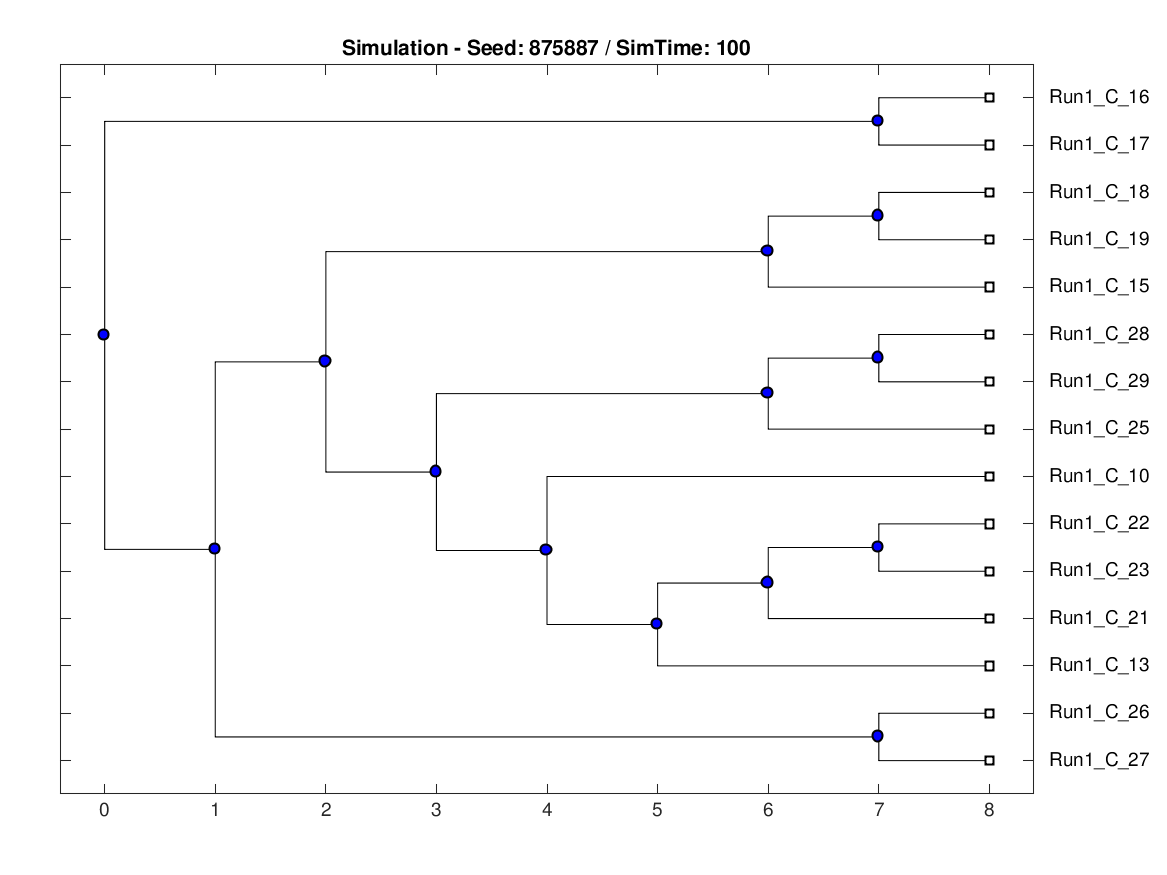 Simulation - Seed: 875887 / SimTime: 100
Run1_C_16
Run1_C_17
Run1_C_18
Run1_C_19
Run1_C_15
Run1_C_28
Run1_C_29
Run1_C_25
Run1_C_10
Run1_C_22
Run1_C_23
Run1_C_21
Run1_C_13
Run1_C_26
Run1_C_27
0 1 2 3 4 5 6 7 8